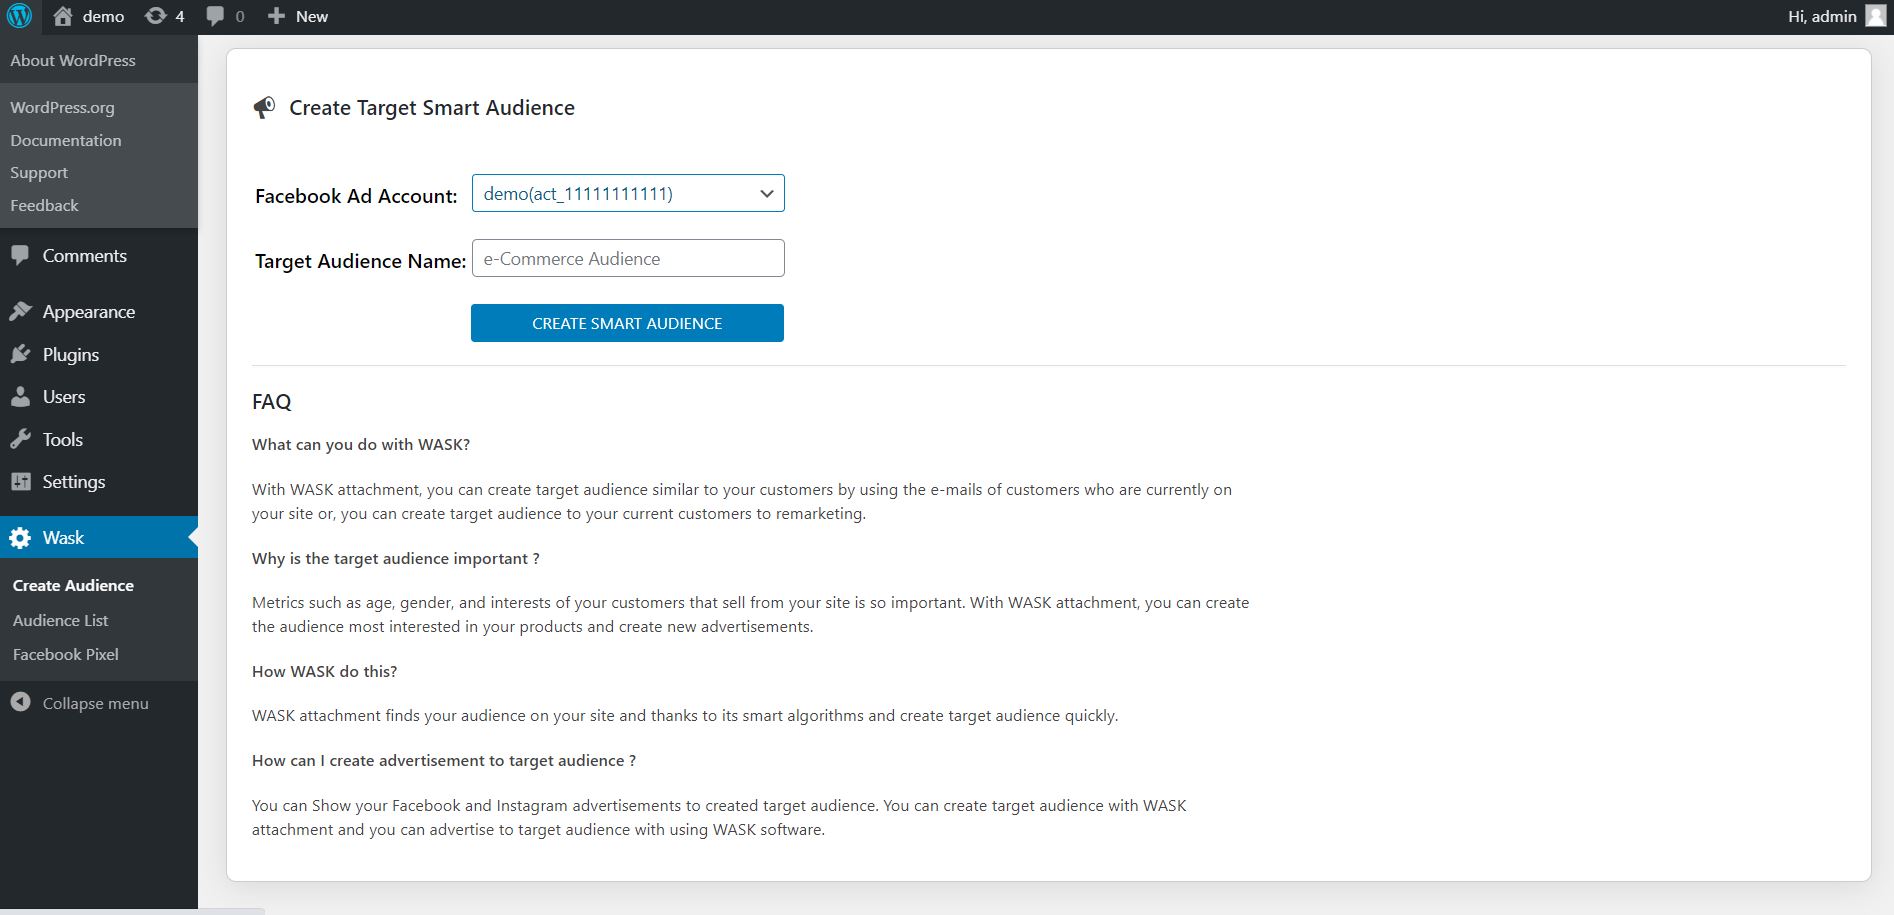 demo 4 0 New Hi, admin
About WordPress
WordPress.org
Documentation
Support
Feedback
Comments
Appearance
Plugins
Users
Tools
Settings
Wask
Create Audience
Audience List
Facebook Pixel
Collapse menu
Create Target Smart Audience
Facebook Ad Account: demo(act_11111111111)
Target Audience Name: e-Commerce Audience
CREATE SMART AUDIENCE
FAQ
What can you do with WASK?
With WASK attachment, you can create target audience similar to your customers by using the e-mails of customers who are currently on
your site or, you can create target audience to your current customers to remarketing.
Why is the target audience important ?
Metrics such as age, gender, and interests of your customers that sell from your site is so important. With WASK attachment, you can create
the audience most interested in your products and create new advertisements.
How WASK do this?
WASK attachment finds your audience on your site and thanks to its smart algorithms and create target audience quickly.
How can I create advertisement to target audience ?
You can Show your Facebook and Instagram advertisements to created target audience. You can create target audience with WASK
attachment and you can advertise to target audience with using WASK software.